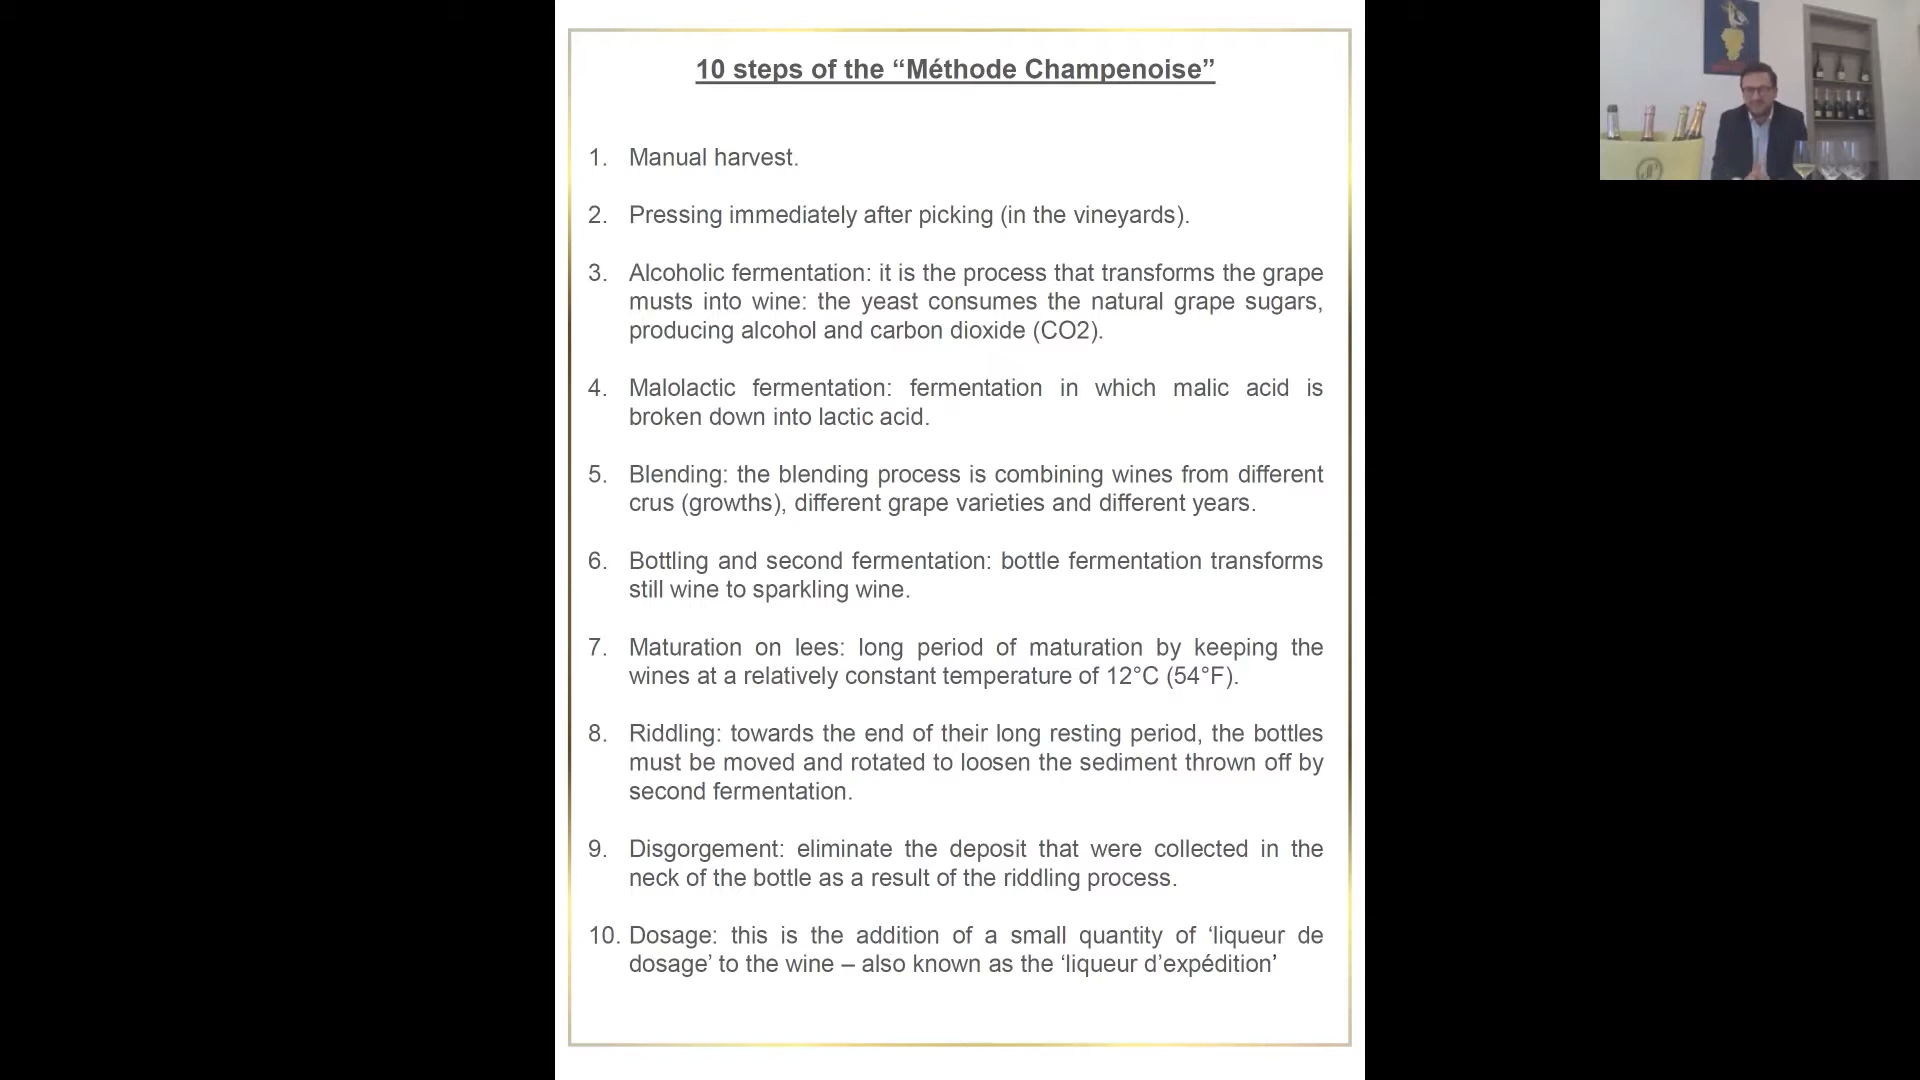 10 steps of the “Méthode Champenoise”
1. Manual harvest.
2. Pressing immediately after picking (in the vineyards).
3. Alcoholic fermentation: it is the process that transforms the grape
musts into wine: the yeast consumes the natural grape sugars,
producing alcohol and carbon dioxide (CO2).
4. Malolactic fermentation: fermentation in which malic acid is
broken down into lactic acid.
5. Blending: the blending process is combining wines from different
crus (growths), different grape varieties and different years.
6. Bottling and second fermentation: bottle fermentation transforms
still wine to sparkling wine.
7. Maturation on lees: long period of maturation by keeping the
wines at a relatively constant temperature of 12°C (54°F).
8. Riddling: towards the end of their long resting period, the bottles
must be moved and rotated to loosen the sediment thrown off by
second fermentation.
9. Disgorgement: eliminate the deposit that were collected in the
neck of the bottle as a result of the riddling process.
10. Dosage: this is the addition of a small quantity of ‘liqueur de
dosage’ to the wine – also known as the ‘liqueur d’expédition’